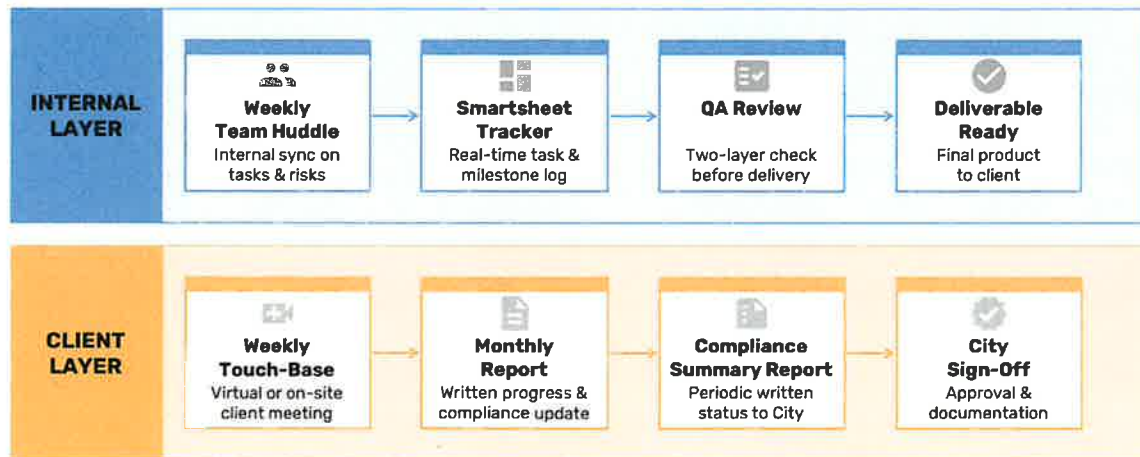 INTERNAL
LAYER
Weekly
Team Huddle
Internal sync on
tasks & risks
Smartsheet
Tracker
Real-time task &
milestone log
QA Review
Two-layer check
before delivery
Deliverable
Ready
Final product
to client
CLIENT
LAYER
Weekly
Touch-Base
Virtual or on-site
client meeting
Monthly
Report
Written progress &
compliance update
Compliance
Summary Report
Periodic written
status to City
City
Sign-Off
Approval &
documentation